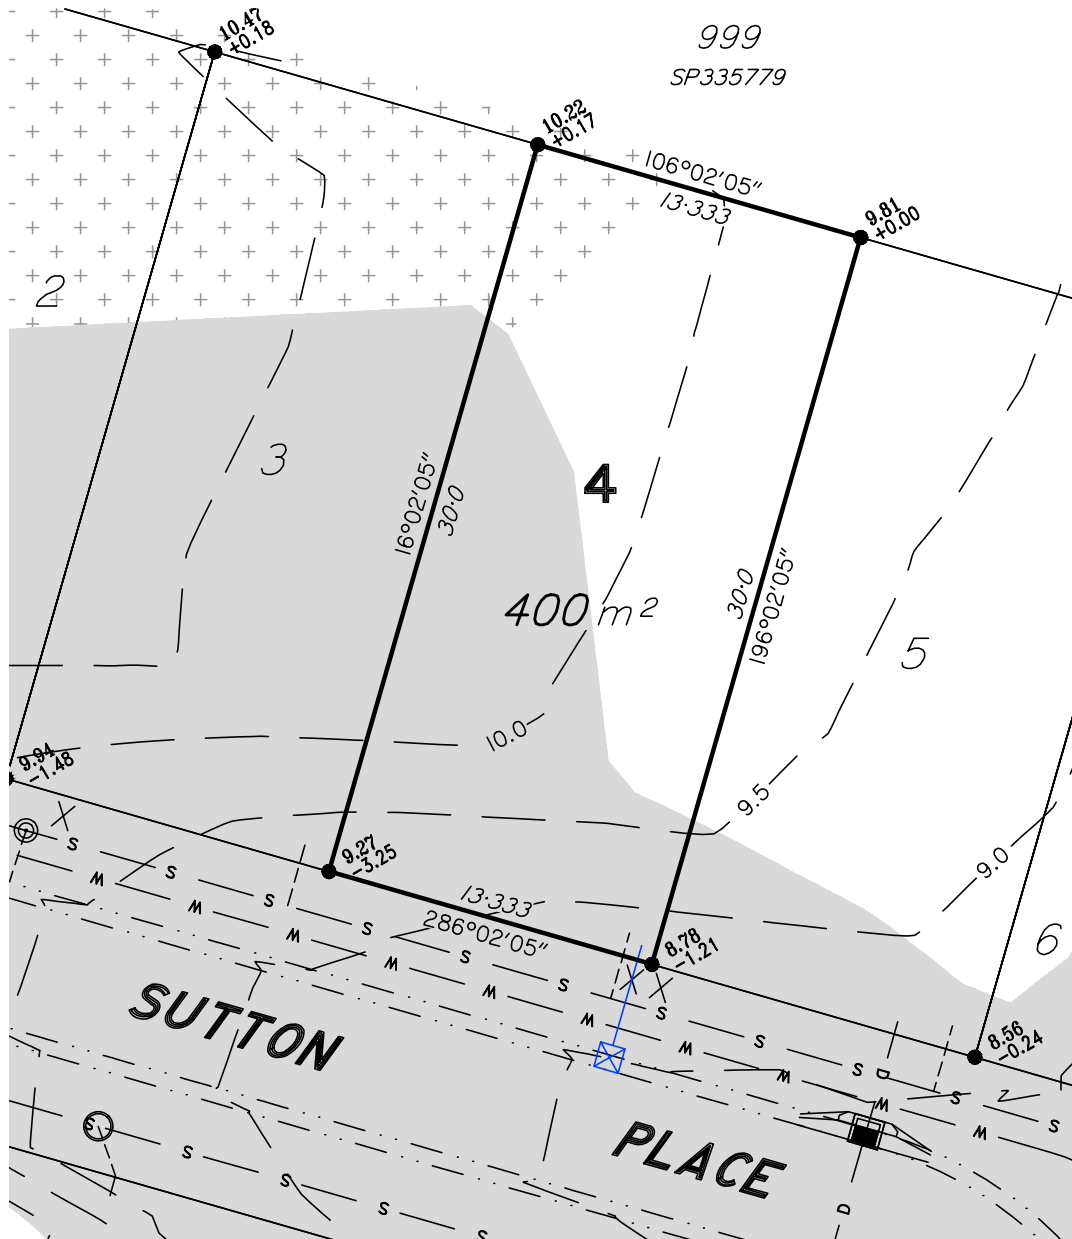 10.47
+0.18
999
SP335779
10.22
+0.17
106°02'05"
13·333
9.81
+0.00
2
3
16°02'05"
30·0
4
400 m²
30·0
196°02'05"
5
10.0
9.94
-1.48
9.5
9.27
-3.25
9.0
13·333
286°02'05"
8.78
-1.21
6
8.56
-0.24
S
S
S
S
S
S
S
S
S
S
S
W
W
W
W
W
W
W
W
W
W
D
SUTTON
PLACE
S
S
S
S
S
D